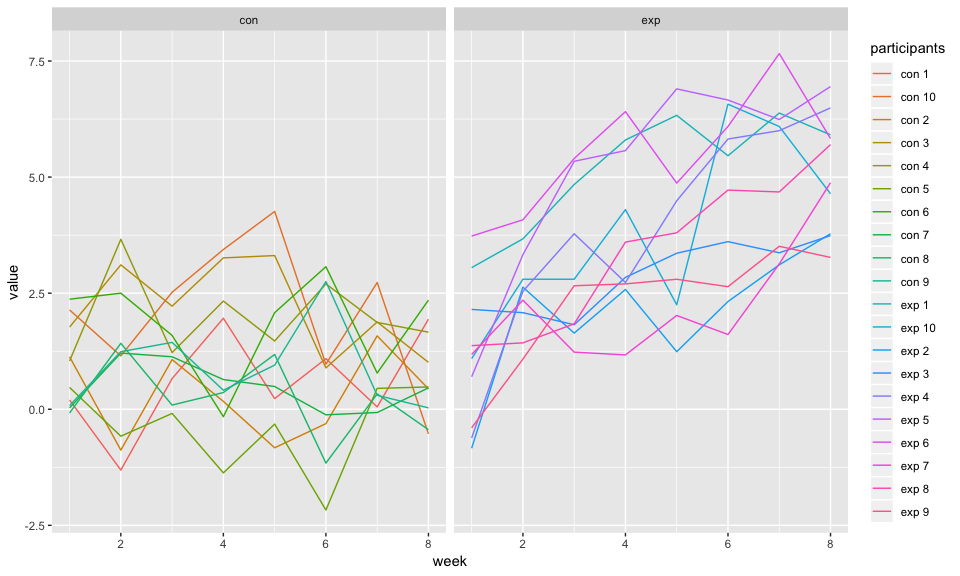 con
exp
value
7.5
5.0
2.5
0.0
-2.5
2 4 6 8
2 4 6 8
week
participants
con 1
con 10
con 2
con 3
con 4
con 5
con 6
con 7
con 8
con 9
exp 1
exp 10
exp 2
exp 3
exp 4
exp 5
exp 6
exp 7
exp 8
exp 9